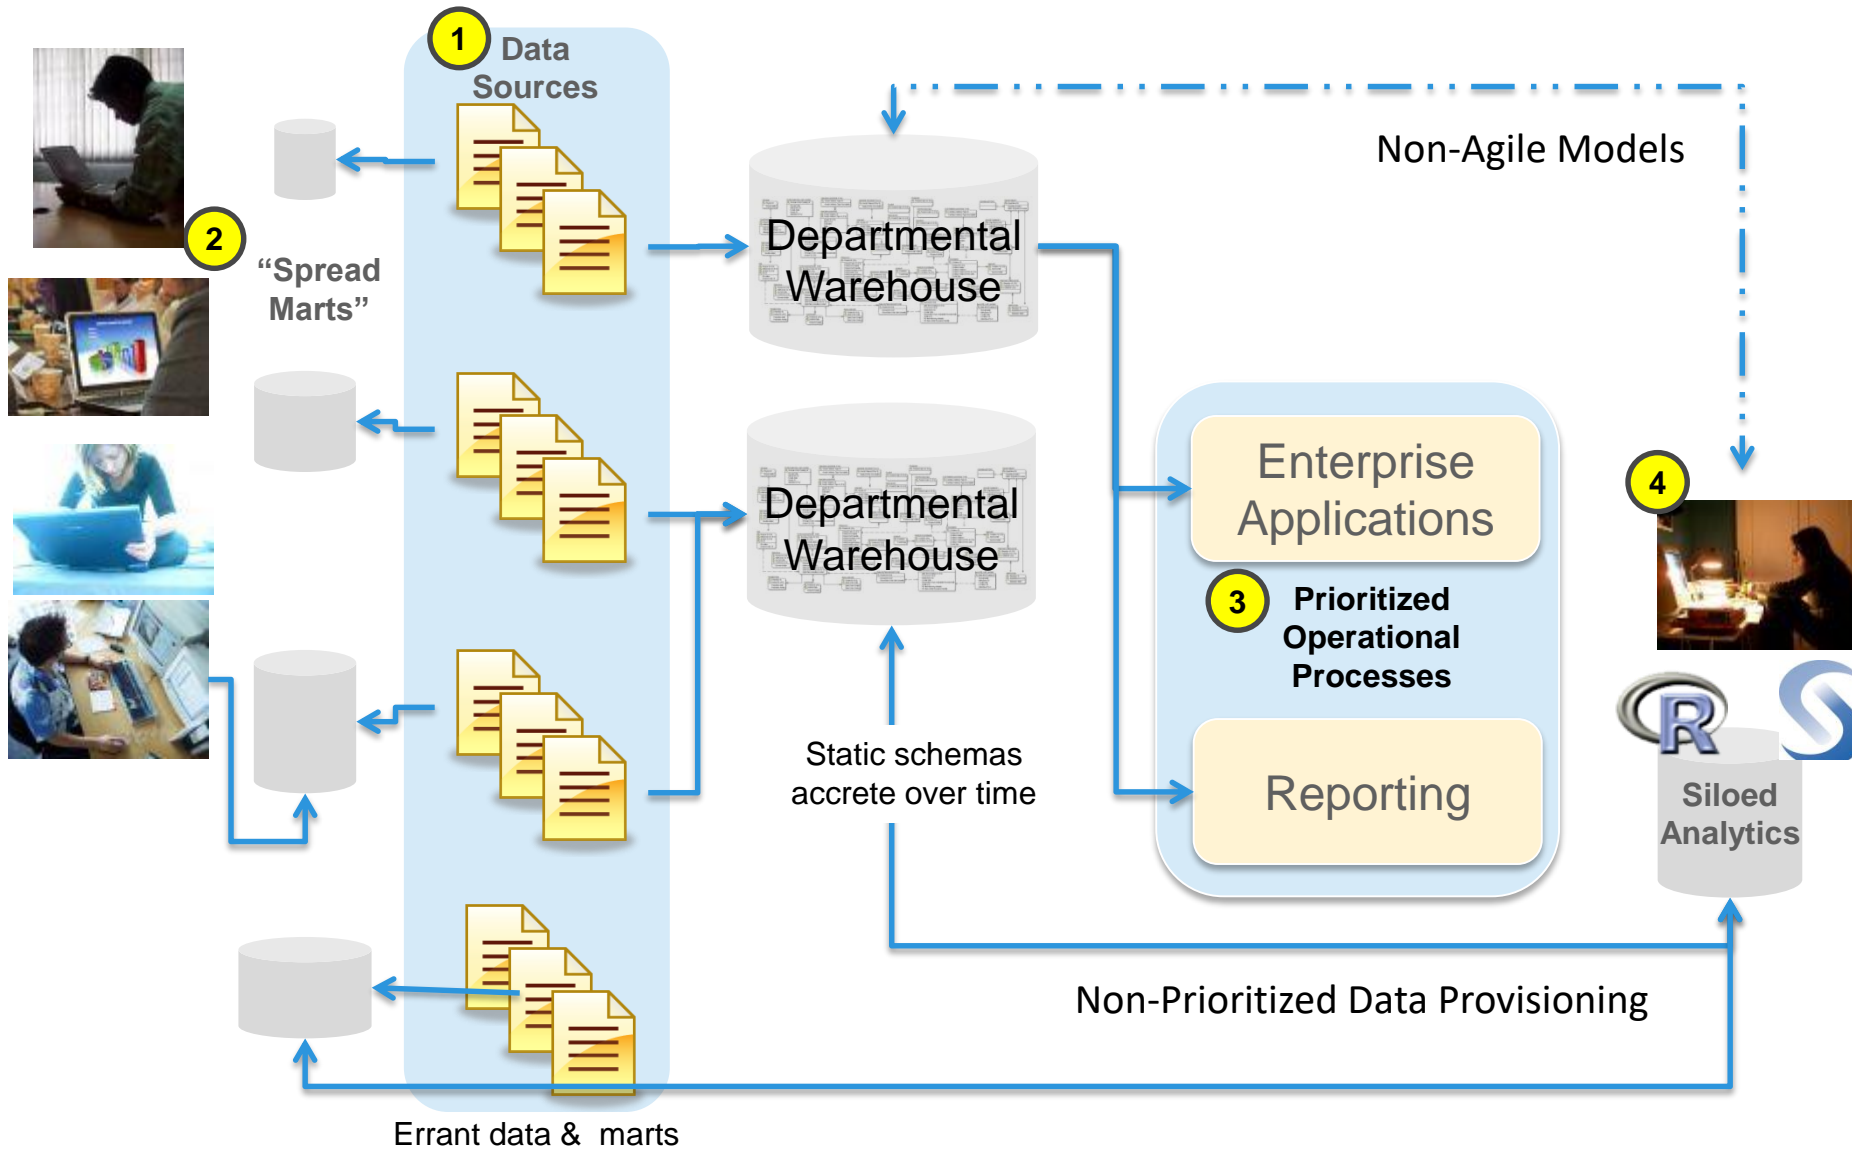 1
Data
Sources
Non-Agile Models
2
“Spread
Marts”
Departmental
Warehouse
Departmental
Warehouse
Enterprise
Applications
4
3
Prioritized
Operational
Processes
R
S
Static schemas
accrete over time
Reporting
Siloed
Analytics
Non-Prioritized Data Provisioning
Errant data &  marts